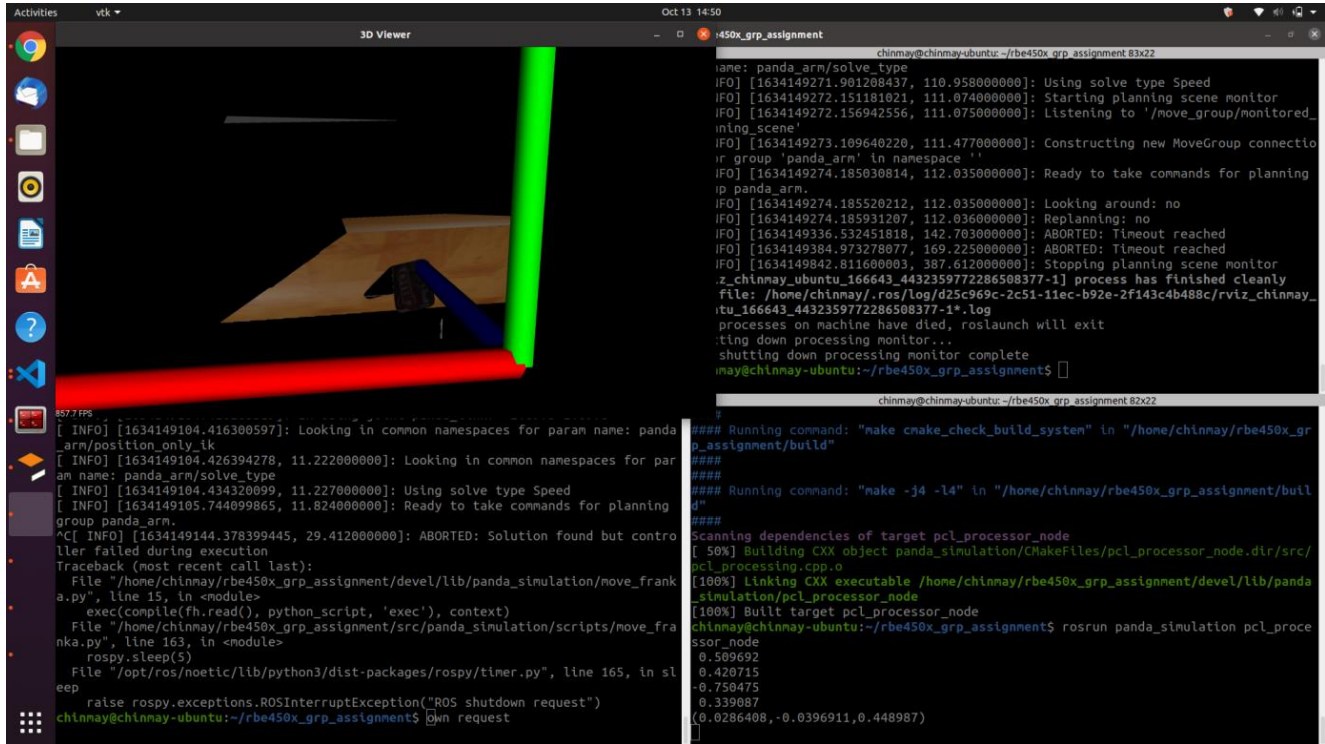 Activities
vtk
Oct 13 14:50
3D Viewer
857.7 FPS
[ INFO] [1634149104.416300597]: Looking in common namespaces for param name: panda
_arm/position_only_ik
[ INFO] [1634149104.426394278, 11.222000000]: Looking in common namespaces for par
am name: panda_arm/solve_type
[ INFO] [1634149104.434320099, 11.227000000]: Using solve type Speed
[ INFO] [1634149105.744099865, 11.824000000]: Ready to take commands for planning
group panda_arm.
^C[ INFO] [1634149144.378399445, 29.412000000]: ABORTED: Solution found but contro
ller failed during execution
Traceback (most recent call last):
File "/home/chinmay/rbe450x_grp_assignment/devel/lib/panda_simulation/move_frank
a.py", line 15, in <module>
exec(compile(fh.read(), python_script, 'exec'), context)
File "/home/chinmay/rbe450x_grp_assignment/src/panda_simulation/scripts/move_fra
nka.py", line 163, in <module>
rospy.sleep(5)
File "/opt/ros/noetic/lib/python3/dist-packages/rospy/timer.py", line 165, in sl
eep
raise rospy.exceptions.ROSInterruptException("ROS shutdown request")
chinmay@chinmay-ubuntu:~/rbe450x_grp_assignment$ own request
450x_grp_assignment
chinmay@chinmay-ubuntu: ~/rbe450x_grp_assignment 83x22
name: panda_arm/solve_type
NFO] [1634149271.901208437, 110.958000000]: Using solve type Speed
NFO] [1634149272.151181021, 111.074000000]: Starting planning scene monitor
NFO] [1634149272.156942556, 111.075000000]: Listening to '/move_group/monitored_
nning_scene'
NFO] [1634149273.109640220, 111.477000000]: Constructing new MoveGroup connectio
or group 'panda_arm' in namespace ''
NFO] [1634149274.185030814, 112.035000000]: Ready to take commands for planning
up panda_arm.
NFO] [1634149274.185520212, 112.035000000]: Looking around: no
NFO] [1634149274.185931207, 112.036000000]: Replanning: no
NFO] [1634149336.532451818, 142.703000000]: ABORTED: Timeout reached
NFO] [1634149384.973278077, 169.225000000]: ABORTED: Timeout reached
NFO] [1634149842.811600003, 387.612000000]: Stopping planning scene monitor
iz_chinmay_ubuntu_166643_4432359772286508377-1] process has finished cleanly
file: /home/chinmay/.ros/log/d25c969c-2c51-11ec-b92e-2f143c4b488c/rviz_chinmay_
tu_166643_4432359772286508377-1*.log
processes on machine have died, roslaunch will exit
ting down processing monitor...
shutting down processing monitor complete
nmay@chinmay-ubuntu:~/rbe450x_grp_assignment$
chinmay@chinmay-ubuntu: ~/rbe450x_grp_assignment 82x22
#
#### Running command: "make cmake_check_build_system" in "/home/chinmay/rbe450x_gr
p_assignment/build"
####
####
#### Running command: "make -j4 -l4" in "/home/chinmay/rbe450x_grp_assignment/buil
d"
####
Scanning dependencies of target pcl_processor_node
[ 50%] Building CXX object panda_simulation/CMakeFiles/pcl_processor_node.dir/src/
pcl_processing.cpp.o
[100%] Linking CXX executable /home/chinmay/rbe450x_grp_assignment/devel/lib/panda
_simulation/pcl_processor_node
[100%] Built target pcl_processor_node
chinmay@chinmay-ubuntu:~/rbe450x_grp_assignment$ rosrun panda_simulation pcl_proce
ssor_node
0.509692
0.420715
-0.750475
0.339087
(0.0286408,-0.0396911,0.448987)